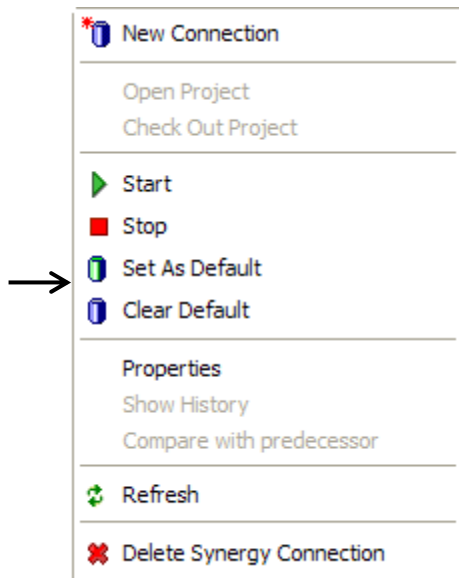 New Connection
Open Project
Check Out Project
Start
Stop
Set As Default
Clear Default
Properties
Show History
Compare with predecessor
Refresh
Delete Synergy Connection